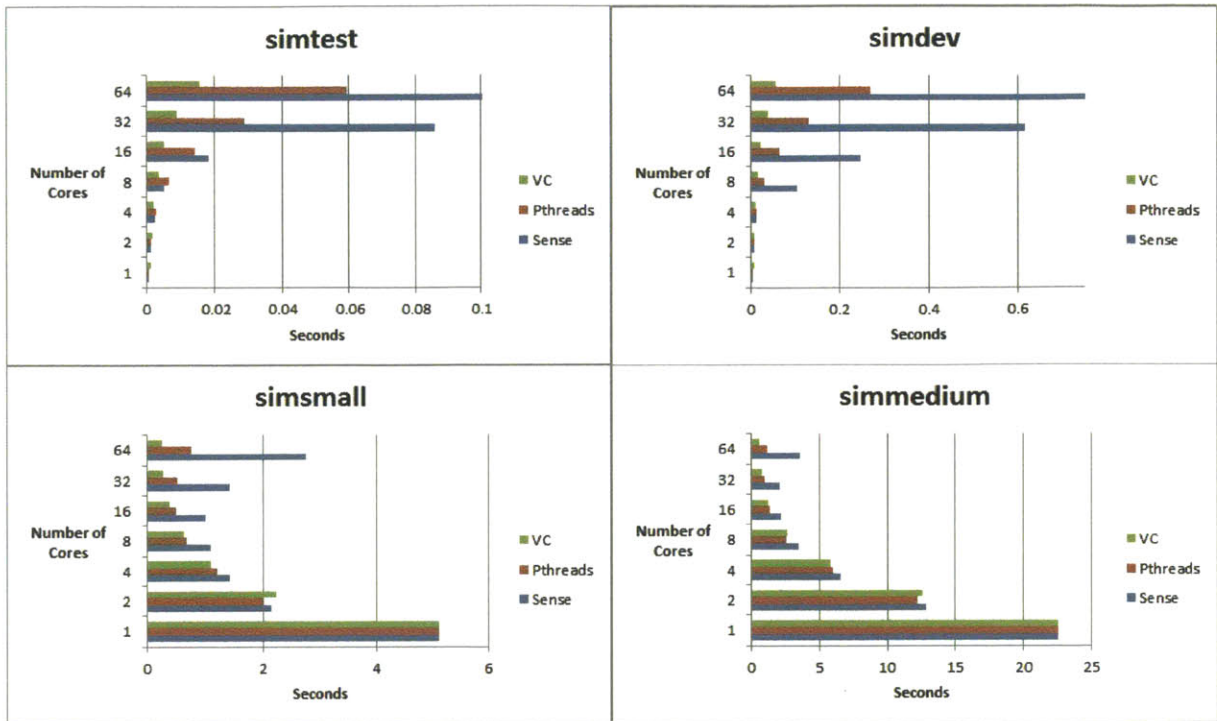 simtest
64
32
16
Number of
Cores
8
4
2
1
0 0.02 0.04 0.06 0.08 0.1
Seconds
VC
Pthreads
Sense
simdev
64
32
16
Number of
Cores
8
4
2
1
0 0.2 0.4 0.6
Seconds
VC
Pthreads
Sense
simsmall
64
32
16
Number of
Cores
8
4
2
1
0 2 4 6
Seconds
VC
Pthreads
Sense
simmedium
64
32
16
Number of
Cores
8
4
2
1
0 5 10 15 20 25
Seconds
VC
Pthreads
Sense